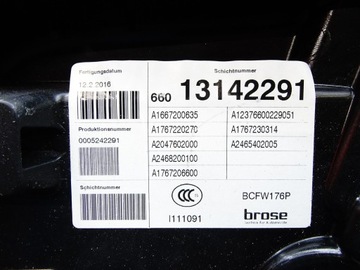 Fertigungsdatum
12.2.2016
Schichtnummer
660 13142291
Produktionsnummer
0005242291
A1667200635
A1767220270
A2047602000
A2468200100
A1767206600
A12376600229051
A1767230314
A2465402005
Schichtnummer
CCC
I111091
BCFW176P
brose